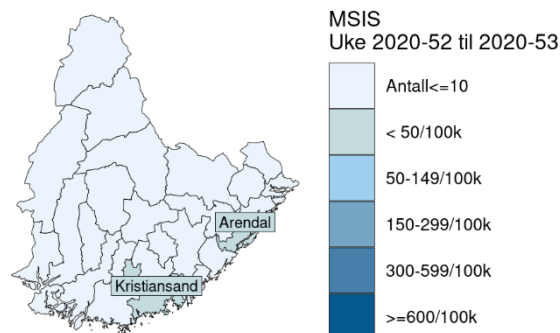 MSIS
Uke 2020-52 til 2020-53
Antall<=10
< 50/100k
50-149/100k
150-299/100k
300-599/100k
>=600/100k
Arendal
Kristiansand